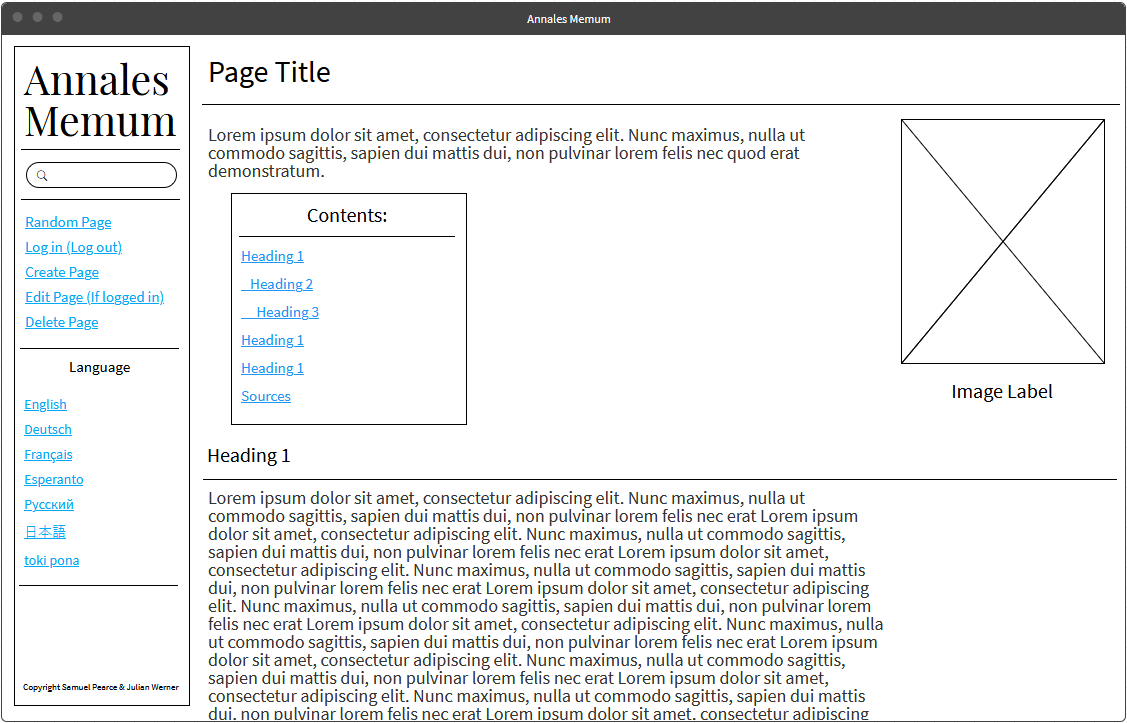 Annales Memum
Annales
Memum
Random Page
Log in (Log out)
Create Page
Edit Page (If logged in)
Delete Page
Language
English
Deutsch
Français
Esperanto
Русский
日本語
toki pona
Copyright Samuel Pearce & Julian Werner
Page Title
Lorem ipsum dolor sit amet, consectetur adipiscing elit. Nunc maximus, nulla ut
commodo sagittis, sapien dui mattis dui, non pulvinar lorem felis nec quod erat
demonstratum.
Contents:
Heading 1
Heading 2
Heading 3
Heading 1
Heading 1
Sources
Image Label
Heading 1
Lorem ipsum dolor sit amet, consectetur adipiscing elit. Nunc maximus, nulla ut
commodo sagittis, sapien dui mattis dui, non pulvinar lorem felis nec erat Lorem ipsum
dolor sit amet, consectetur adipiscing elit. Nunc maximus, nulla ut commodo sagittis,
sapien dui mattis dui, non pulvinar lorem felis nec erat Lorem ipsum dolor sit amet,
consectetur adipiscing elit. Nunc maximus, nulla ut commodo sagittis, sapien dui mattis
dui, non pulvinar lorem felis nec erat Lorem ipsum dolor sit amet, consectetur adipiscing
elit. Nunc maximus, nulla ut commodo sagittis, sapien dui mattis dui, non pulvinar lorem
felis nec erat Lorem ipsum dolor sit amet, consectetur adipiscing elit. Nunc maximus, nulla
ut commodo sagittis, sapien dui mattis dui, non pulvinar lorem felis nec erat Lorem ipsum
dolor sit amet, consectetur adipiscing elit. Nunc maximus, nulla ut commodo sagittis,
sapien dui mattis dui, non pulvinar lorem felis nec erat Lorem ipsum dolor sit amet,
consectetur adipiscing elit. Nunc maximus, nulla ut commodo sagittis, sapien dui mattis
dui, non pulvinar lorem felis nec erat Lorem ipsum dolor sit amet, consectetur adipiscing